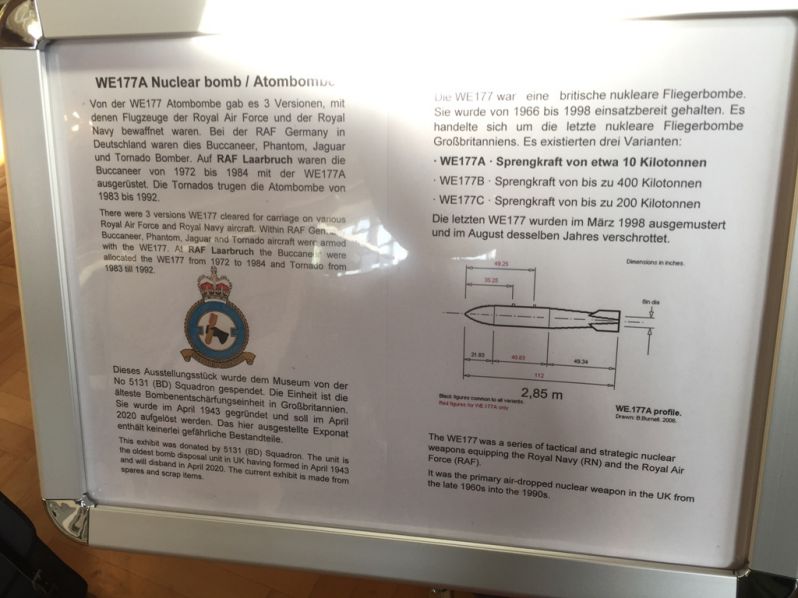 WE177A Nuclear bomb / Atombombe
Von der WE177 Atombombe gab es 3 Versionen, mit
denen Flugzeuge der Royal Air Force und der Royal
Navy bewaffnet waren. Bei der RAF Germany in
Deutschland waren dies Buccaneer, Phantom, Jaguar
und Tornado Bomber. Auf RAF Laarbruch waren die
Buccaneer von 1972 bis 1984 mit der WE177A
ausgerüstet. Die Tornados trugen die Atombombe von
1983 bis 1992.
There were 3 versions WE177 cleared for carriage on various
Royal Air Force and Royal Navy aircraft. Within RAF
Buccaneer, Phantom, Jaguar and Tornado aircraft were armed
with the WE177. At RAF Laarbruch the Buccaneer were
allocated the WE177 from 1972 to 1984 and Tornado from
1983 till 1992.
Dieses Ausstellungsstück wurde dem Museum von der
No 5131 (BD) Squadron gespendet. Die Einheit ist die
älteste Bombenentschärfungseinheit in Großbritannien.
Sie wurde im April 1943 gegründet und soll im April
2020 aufgelöst werden. Das hier ausgestellte Exponat
enthält keinerlei gefährliche Bestandteile.
This exhibit was donated by 5131 (BD) Squadron. The unit is
the oldest bomb disposal unit in UK having formed in April 1943
and will disband in April 2020. The current exhibit is made from
spares and scrap items.
Die WE177 war eine britische nukleare Fliegerbombe.
Sie wurde von 1966 bis 1998 einsatzbereit gehalten. Es
handelte sich um die letzte nukleare Fliegerbombe
Großbritanniens. Es existierten drei Varianten:
· WE177A · Sprengkraft von etwa 10 Kilotonnen
· WE177B · Sprengkraft von bis zu 400 Kilotonnen
· WE177C · Sprengkraft von bis zu 200 Kilotonnen
Die letzten WE177 wurden im März 1998 ausgemustert
und im August desselben Jahres verschrottet.
Dimensions in inches.
49.25
35.25
8in dia
21.83 40.83 49.34
112
2,85 m
Black figures common to all variants.
Red figures for WE.177A only
WE.177A profile.
Drawn: B.Burnell. 2006.
The WE177 was a series of tactical and strategic nuclear
weapons equipping the Royal Navy (RN) and the Royal Air
Force (RAF).
It was the primary air-dropped nuclear weapon in the UK from
the late 1960s into the 1990s.